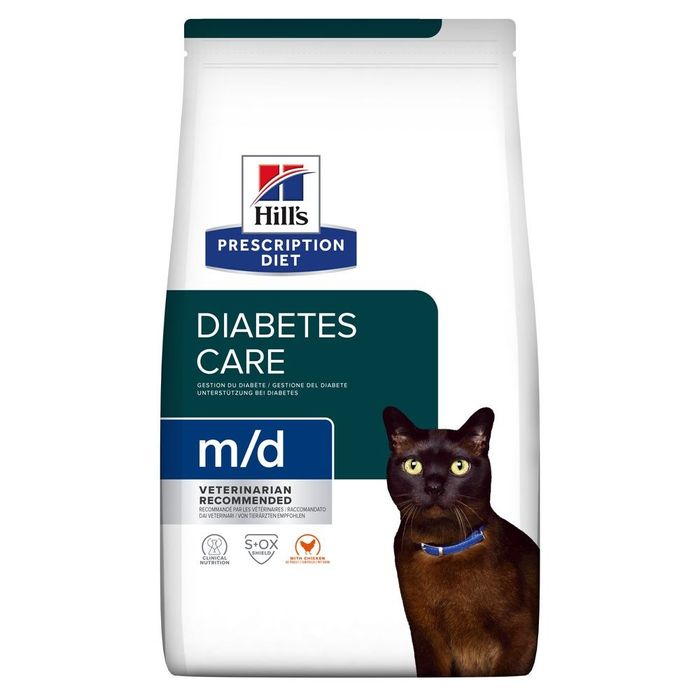 Hill's
PRESCRIPTION
DIET
DIABETES
CARE
GESTION DU DIABÈTE / GESTIONE DEL DIABETE
UNTERSTÜTZUNG BEI DIABETES
m/d
VETERINARIAN
RECOMMENDED
RECOMMANDÉ PAR LES VÉTÉRINAIRES / RACCOMANDATO
DAI VETERINARI / VON TIERÄRZTEN EMPFOHLEN
CLINICAL
NUTRITION
S+OX
SHIELD
WITH CHICKEN